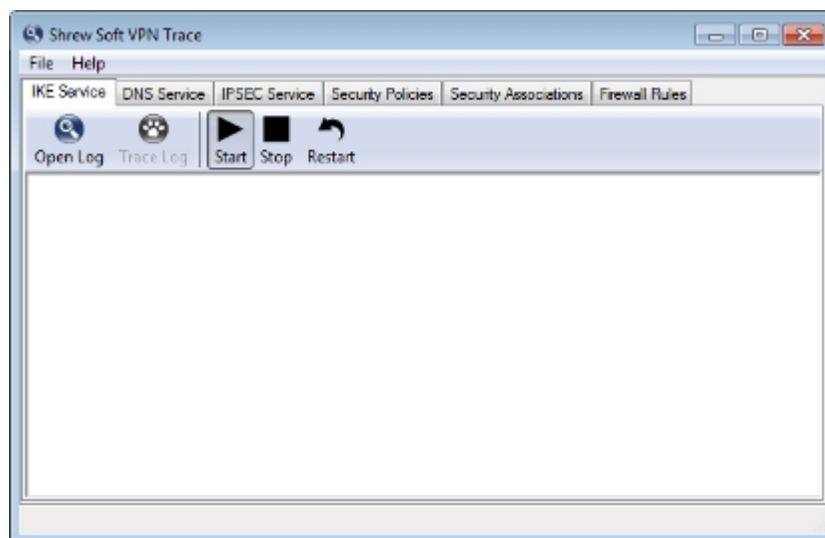 Shrew Soft VPN Trace
File Help
IKE Service DNS Service IPSEC Service Security Policies Security Associations Firewall Rules
Open Log Trace Log Start Stop Restart